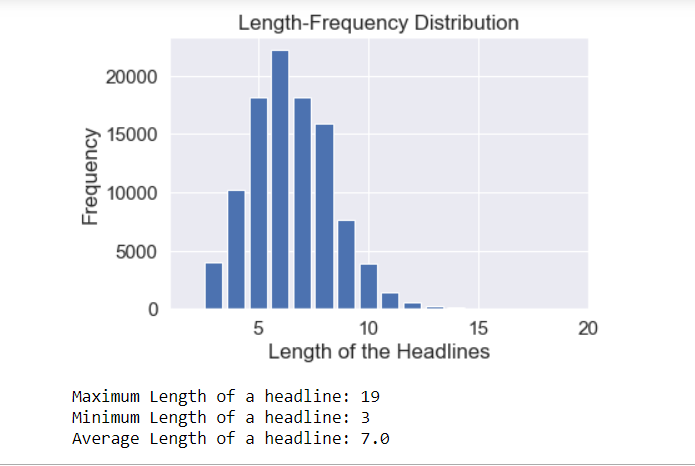 Length-Frequency Distribution
20000
15000
10000
5000
0
Frequency
5 10 15 20
Length of the Headlines
Maximum Length of a headline: 19
Minimum Length of a headline: 3
Average Length of a headline: 7.0